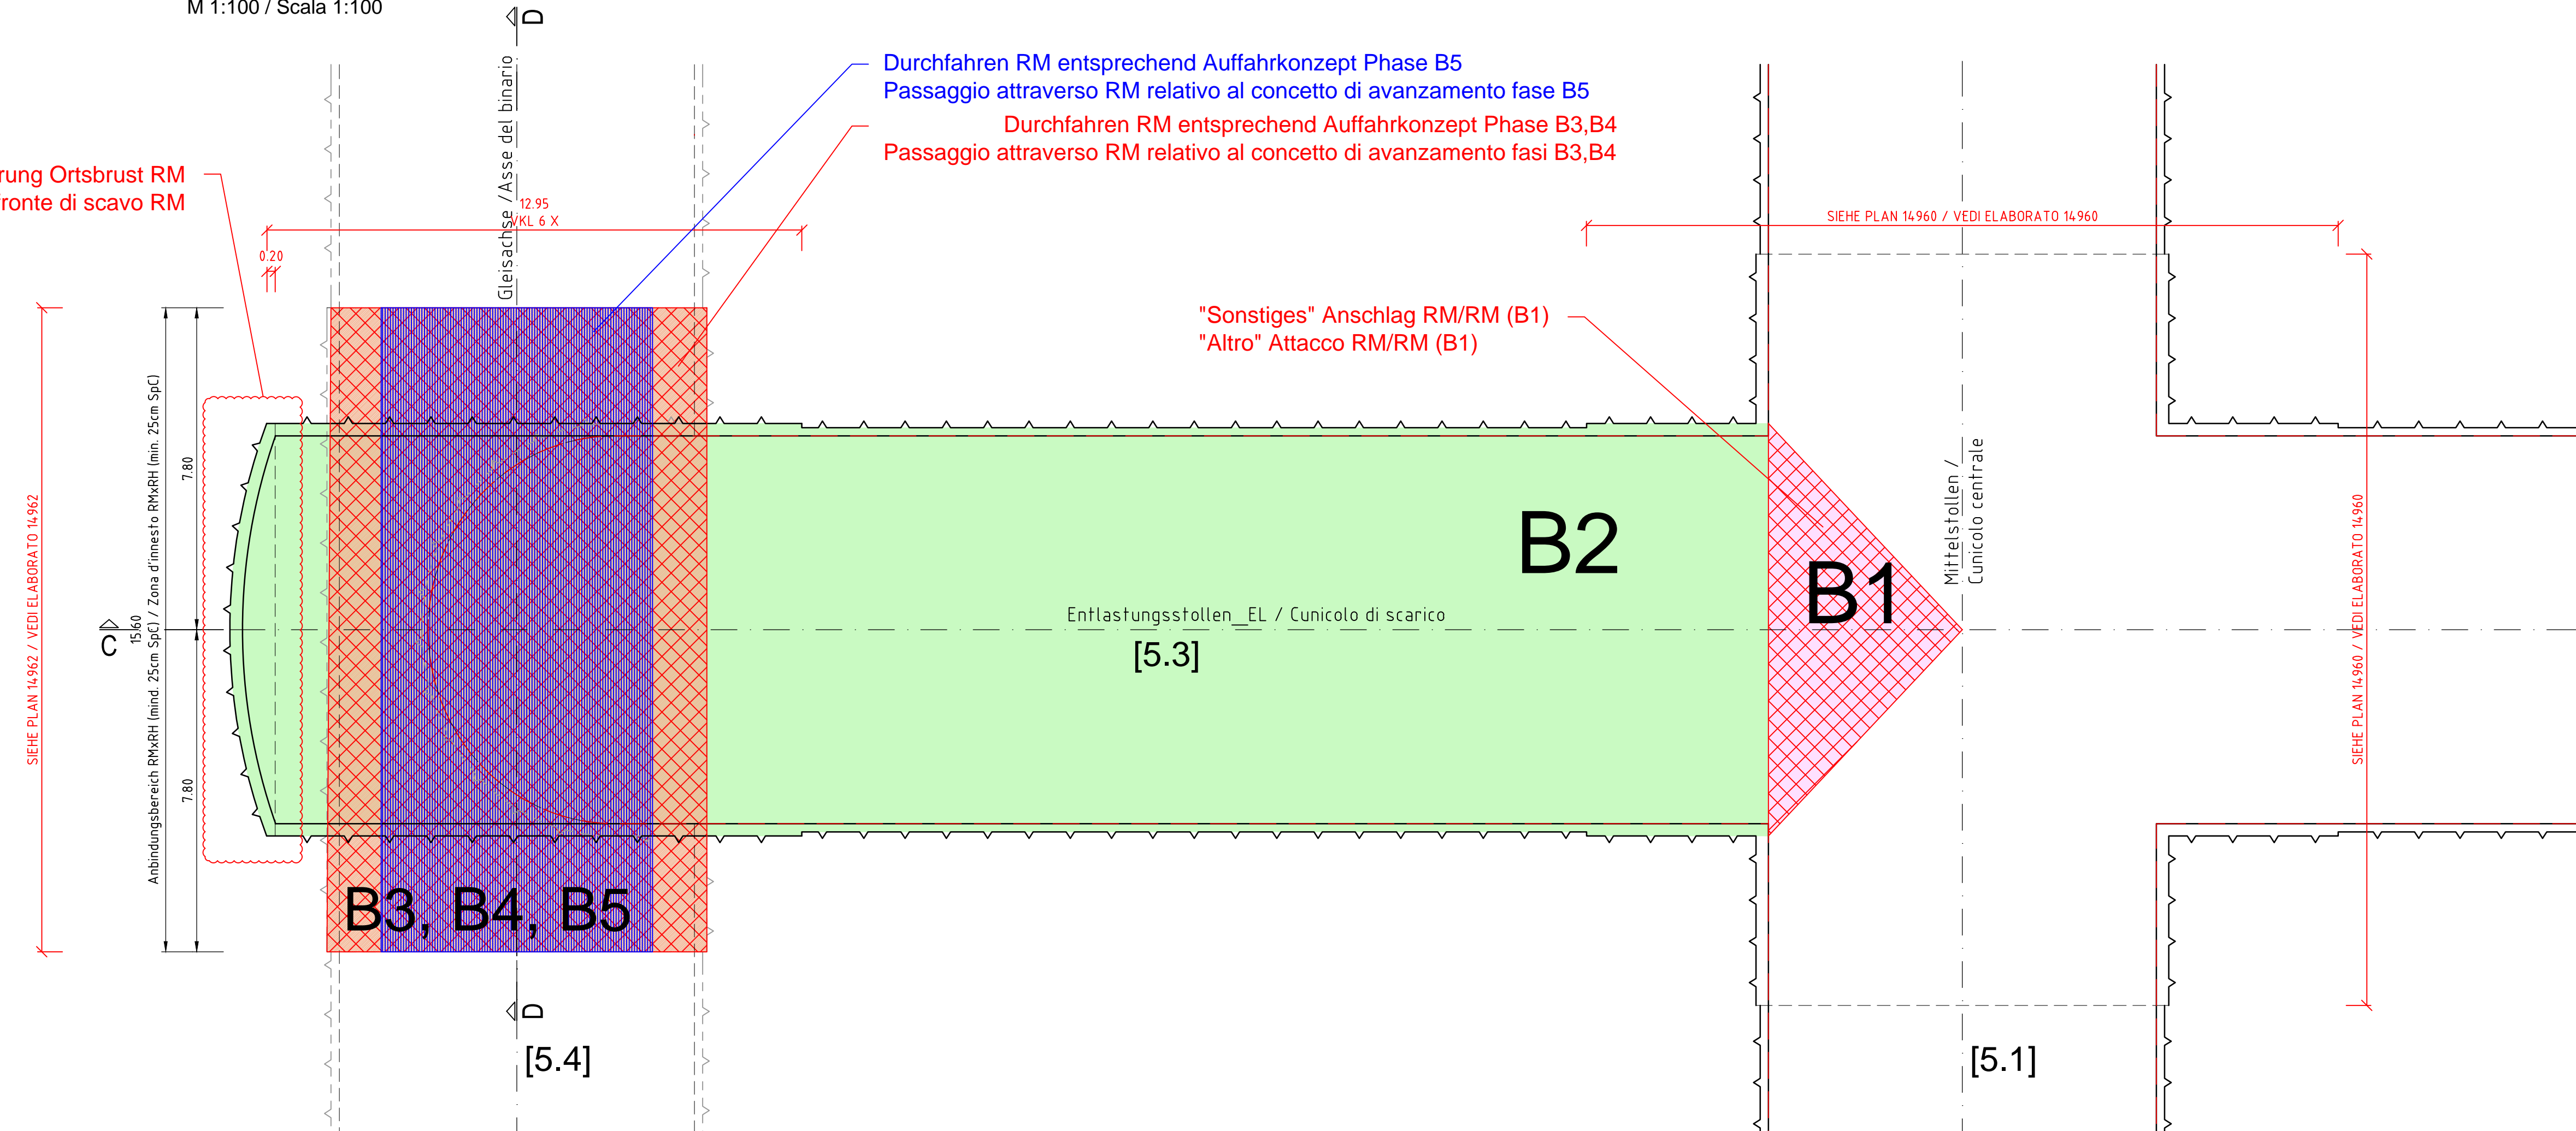 M 1:100 / Scala 1:100
D
Gleisachse / Asse del binario
Durchfahren RM entsprechend Auffahrkonzept Phase B5
Passaggio attraverso RM relativo al concetto di avanzamento fase B5
Durchfahren RM entsprechend Auffahrkonzept Phase B3,B4
Passaggio attraverso RM relativo al concetto di avanzamento fasi B3,B4
rung Ortsbrust RM
ronte di scavo RM
12.95
VKL 6 X
0.20
SIEHE PLAN 14960 / VEDI ELABORATO 14960
"Sonstiges" Anschlag RM/RM (B1)
"Altro" Attacco RM/RM (B1)
SIEHE PLAN 14962 / VEDI ELABORATO 14962
C
15.60
Anbindungsbereich RMxRH (mind. 25cm SpC) / Zona d'innesto RMxRH (min. 25cm SpC)
7.80
7.80
B2
B1
Mittelstollen /
Cunicolo centrale
SIEHE PLAN 14960 / VEDI ELABORATO 14960
Entlastungsstollen_EL / Cunicolo di scarico
[5.3]
B3, B4, B5
D
[5.4]
[5.1]